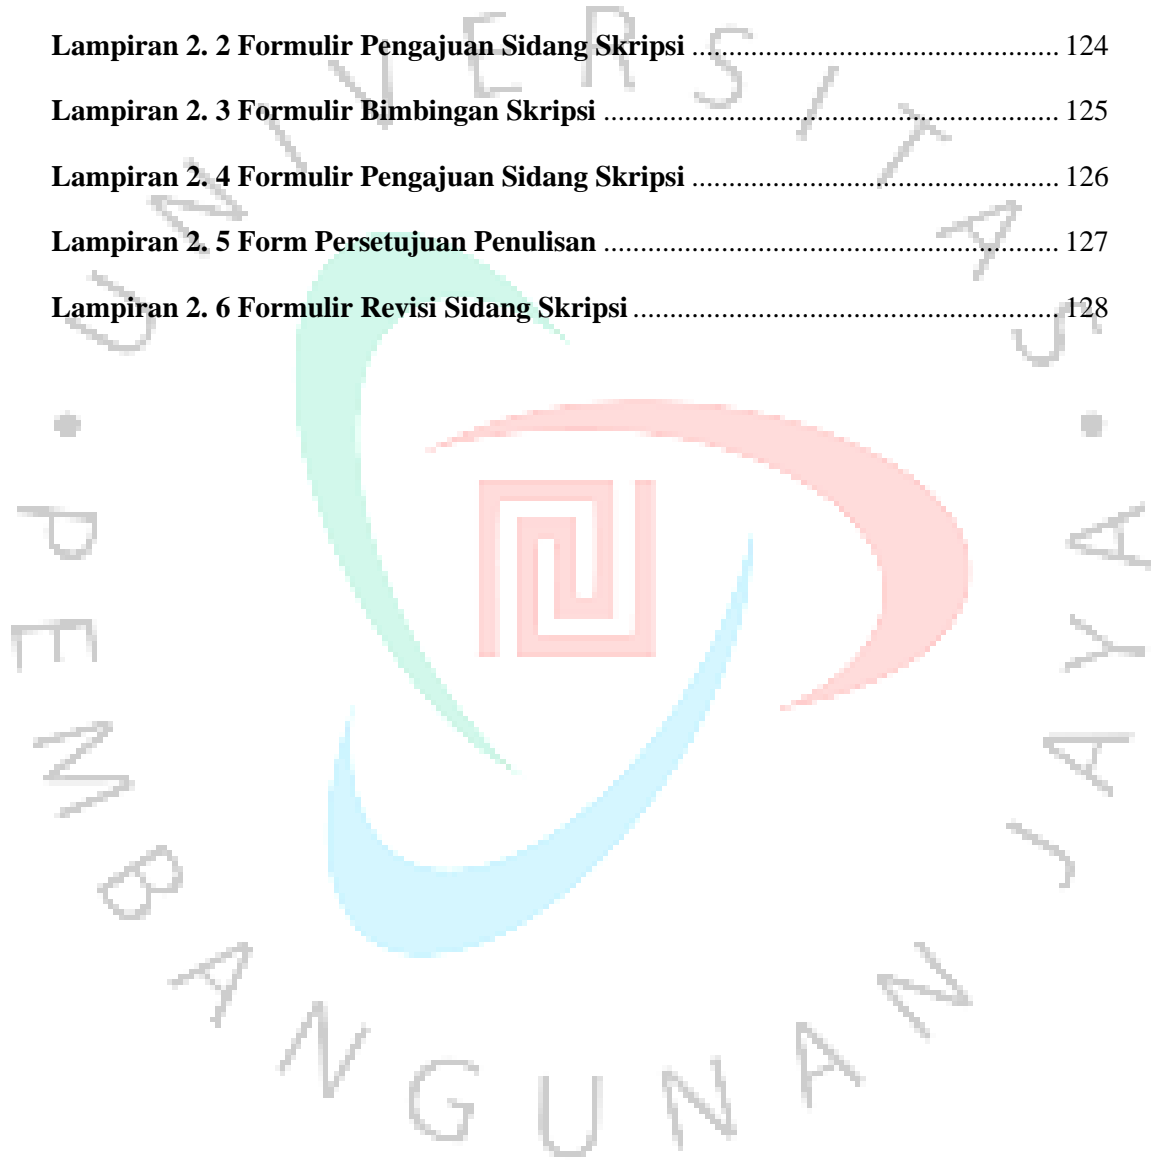 Lampiran 2. 2 Formulir Pengajuan Sidang Skripsi ................................................. 124
Lampiran 2. 3 Formulir Bimbingan Skripsi ............................................................. 125
Lampiran 2. 4 Formulir Pengajuan Sidang Skripsi ................................................. 126
Lampiran 2. 5 Form Persetujuan Penulisan ............................................................. 127
Lampiran 2. 6 Formulir Revisi Sidang Skripsi ......................................................... 128
UNIVERSITAS • PEMBANGUNAN JAYA •